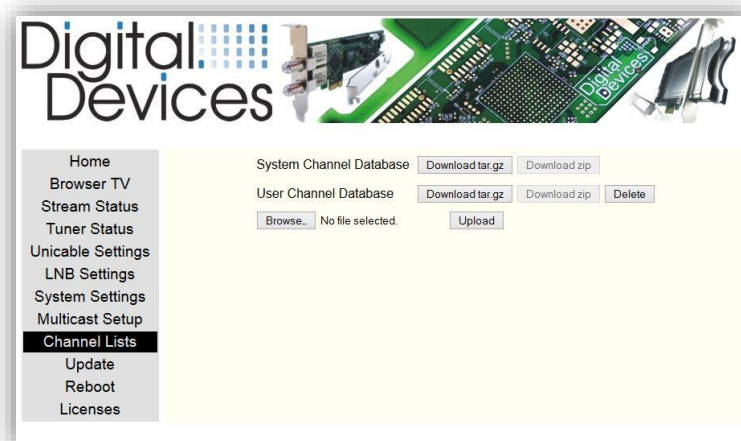 Digital
Devices
Digital
Devices
Home
Browser TV
Stream Status
Tuner Status
Unicable Settings
LNB Settings
System Settings
Multicast Setup
Channel Lists
Update
Reboot
Licenses
System Channel Database Download tar.gz Download zip
User Channel Database Download tar.gz Download zip Delete
Browse.. No file selected. Upload